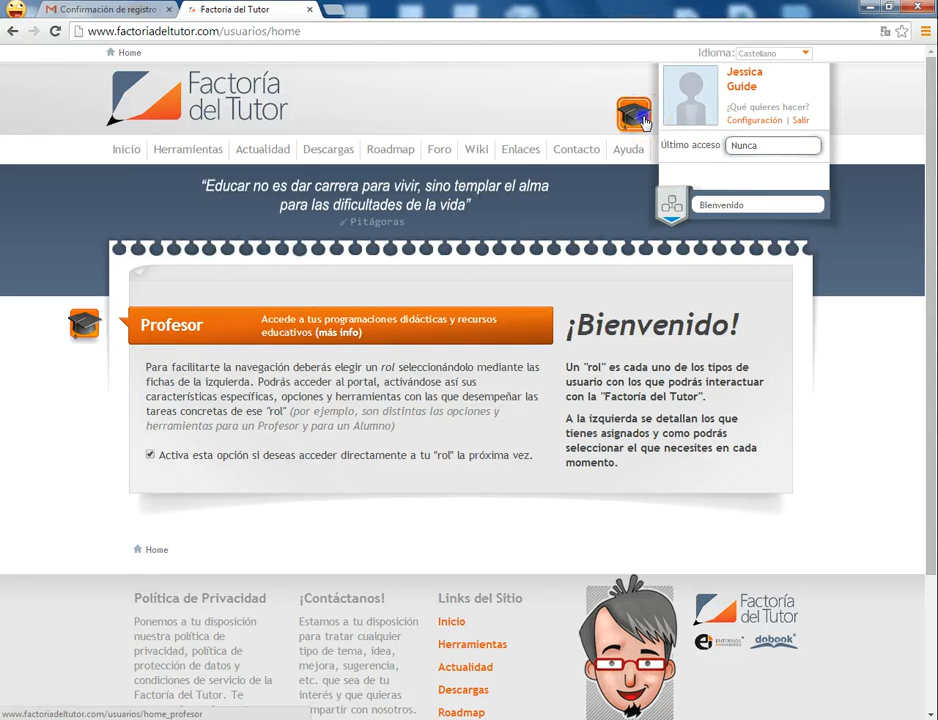 Confirmación de registro
Factoría del Tutor
www.factoriadeltutor.com/usuarios/home
Home
Idioma: Castellano
Factoría
del Tutor
Jessica
Guide
¿Qué quieres hacer?
Configuración | Salir
Último acceso Nunca
Bienvenido
Inicio Herramientas Actualidad Descargas Roadmap Foro Wiki Enlaces Contacto Ayuda
“Educar no es dar carrera para vivir, sino templar el alma
para las dificultades de la vida”
Pitágoras
Profesor
Accede a tus programaciones didácticas y recursos
educativos (más info)
Para facilitarte la navegación deberás elegir un rol seleccionándolo mediante las
fichas de la izquierda. Podrás acceder al portal, activándose así sus
características específicas, opciones y herramientas con las que desempeñar las
tareas concretas de ese "rol" (por ejemplo, son distintas las opciones y
herramientas para un Profesor y para un Alumno)
Activa esta opción si deseas acceder directamente a tu "rol" la próxima vez.
¡Bienvenido!
Un "rol" es cada uno de los tipos de
usuario con los que podrás interactuar
con la "Factoría del Tutor".
A la izquierda se detallan los que
tienes asignados y como podrás
seleccionar el que necesites en cada
momento.
Home
Política de Privacidad
Ponemos a tu disposición
nuestra política de
privacidad, política de
protección de datos y
condiciones de servicio de la
Factoría del Tutor. Te
¡Contáctanos!
Estamos a tu disposición
para tratar cualquier
tipo de tema, idea,
mejora, sugerencia,
etc. que sea de tu
interés y que quieras
compartir con nosotros.
Links del Sitio
Inicio
Herramientas
Actualidad
Descargas
Roadmap
Factoría
del Tutor
ei ENTORNOS INNOVADORES
dobonk
www.factoriadeltutor.com/usuarios/home_profesor